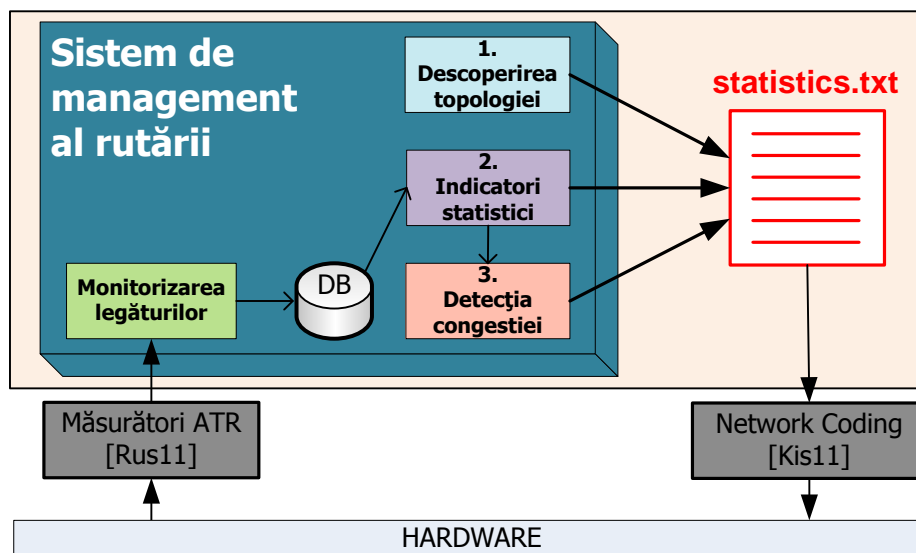 Sistem de
management
al rutării
1.
Descoperirea
topologiei
statistics.txt
2.
Indicatori
statistici
Monitorizarea
legăturilor
DB
3.
Detecţia
congestiei
Măsurători ATR
[Rus11]
Network Coding
[Kis11]
HARDWARE